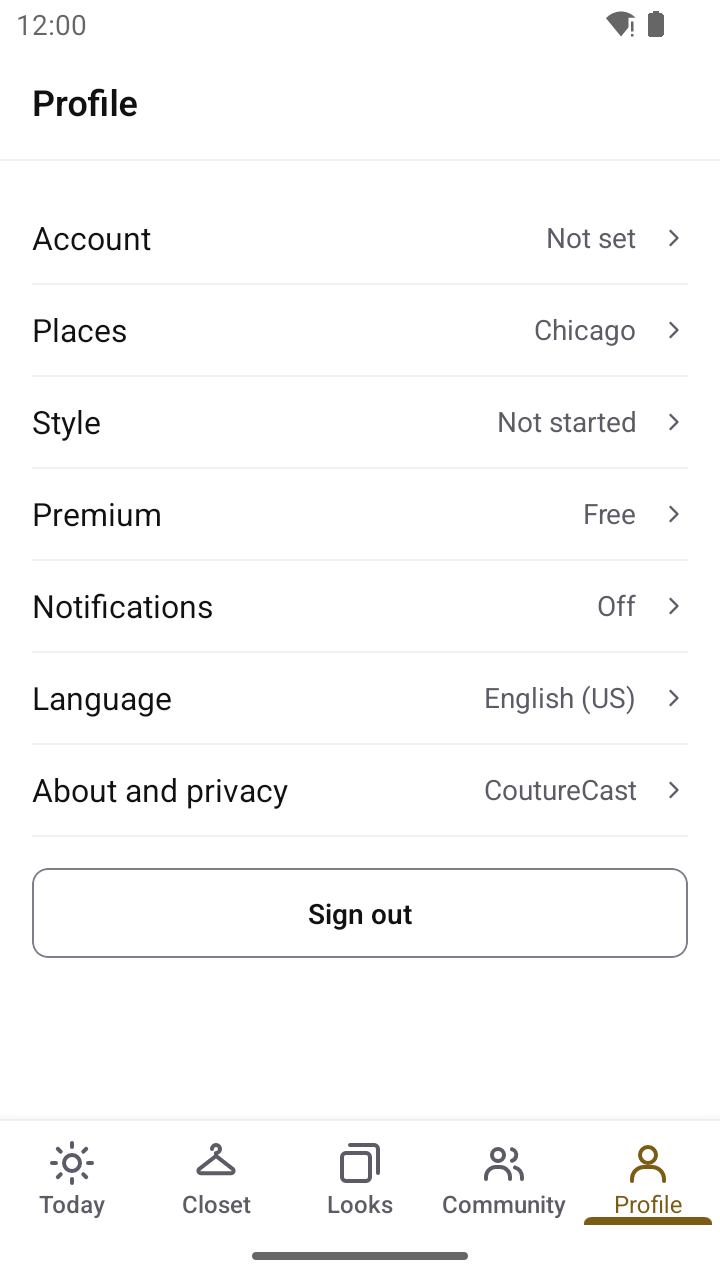 12:00
Profile
Account Not set
Places Chicago
Style Not started
Premium Free
Notifications Off
Language English (US)
About and privacy CoutureCast
Sign out
Today Closet Looks Community Profile